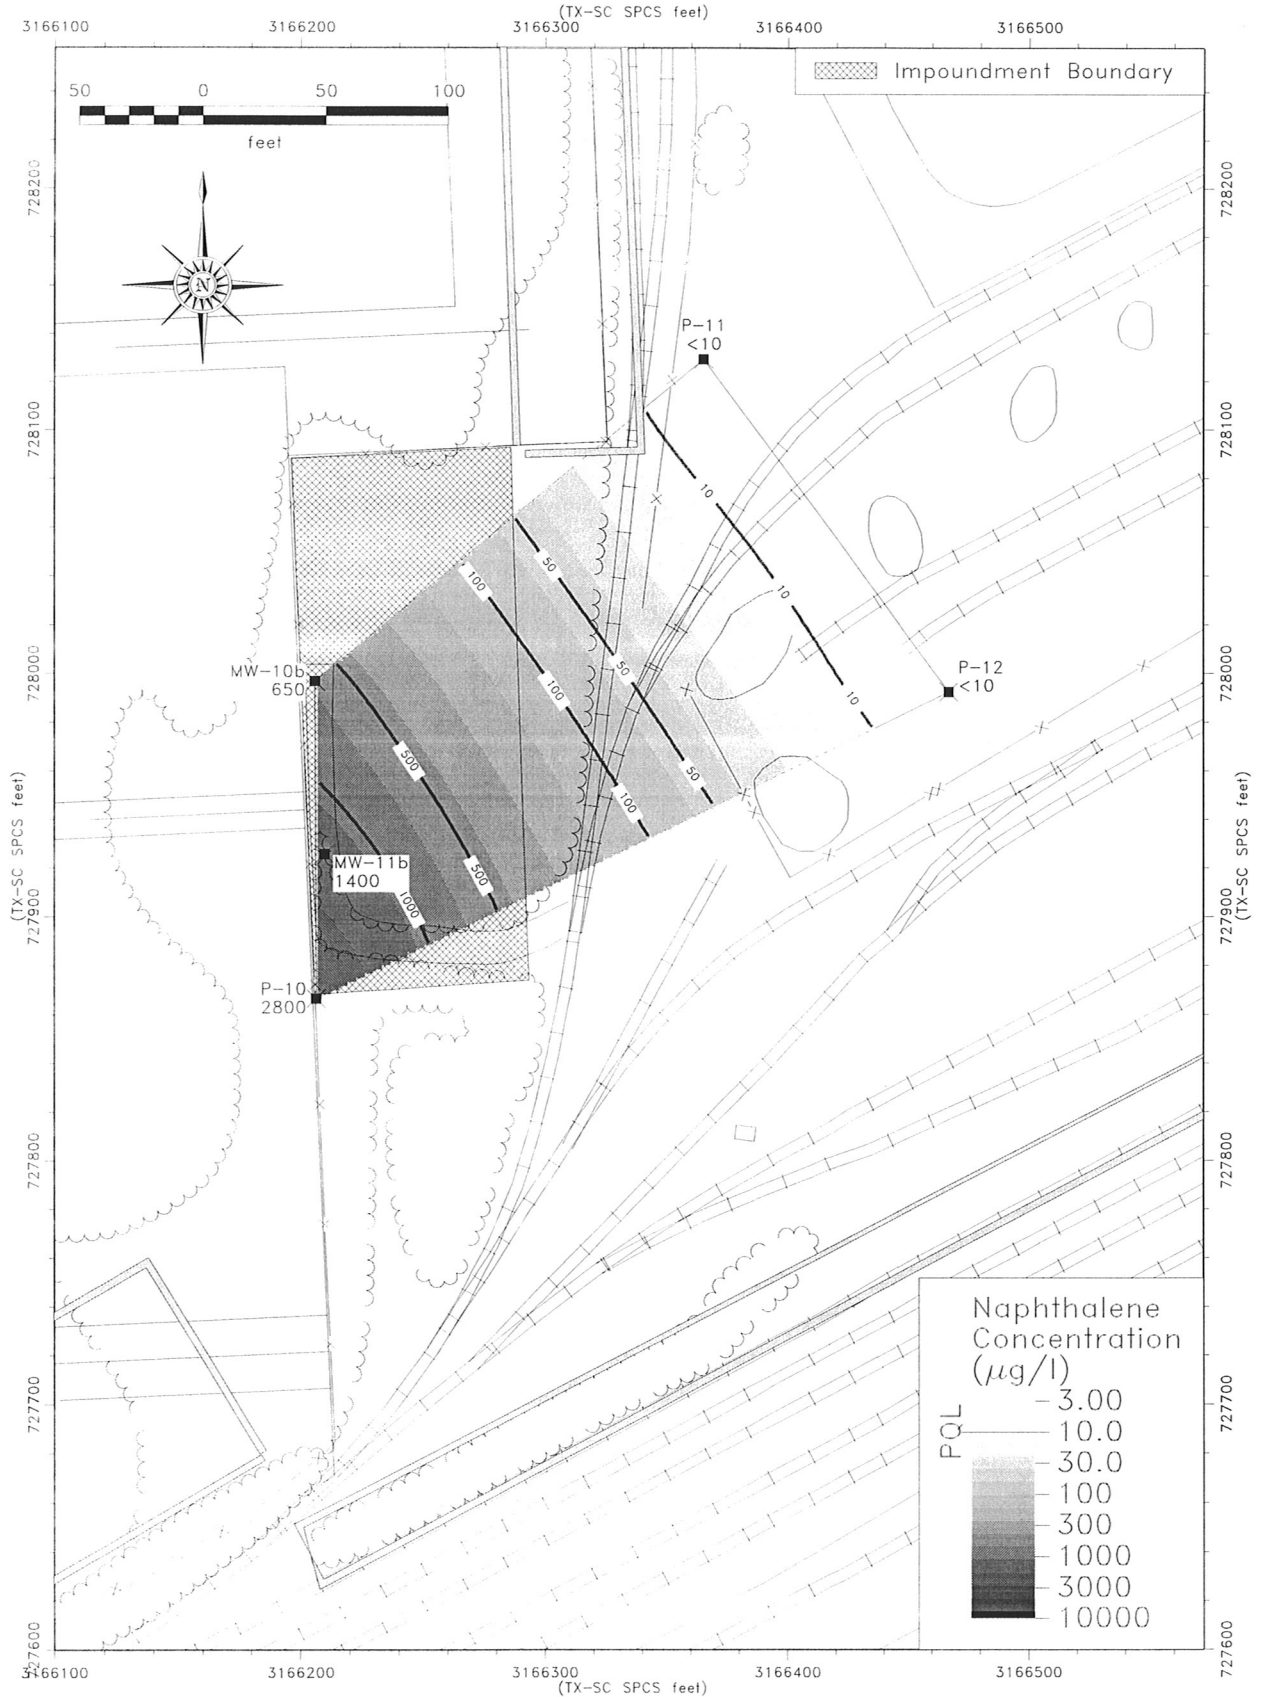 (TX-SC SPCS feet)
3166100 3166200 3166300 3166400 3166500
Impoundment Boundary
50 0 50 100
feet
N
728200
728200
P-11
<10
728100
728100
10
50
100
10
MW-10b
650
728000
728000
P-12
<10
50
100
10
500
50
100
(TX-SC SPCS feet)
(TX-SC SPCS feet)
MW-11b
1400
500
1000
727900
727900
P-10
2800
727800
727800
Naphthalene
Concentration
(μg/l)
3.00
PQL
10.0
30.0
100
300
1000
3000
10000
727700
727700
727600
727600
3166100 3166200 3166300 3166400 3166500
(TX-SC SPCS feet)